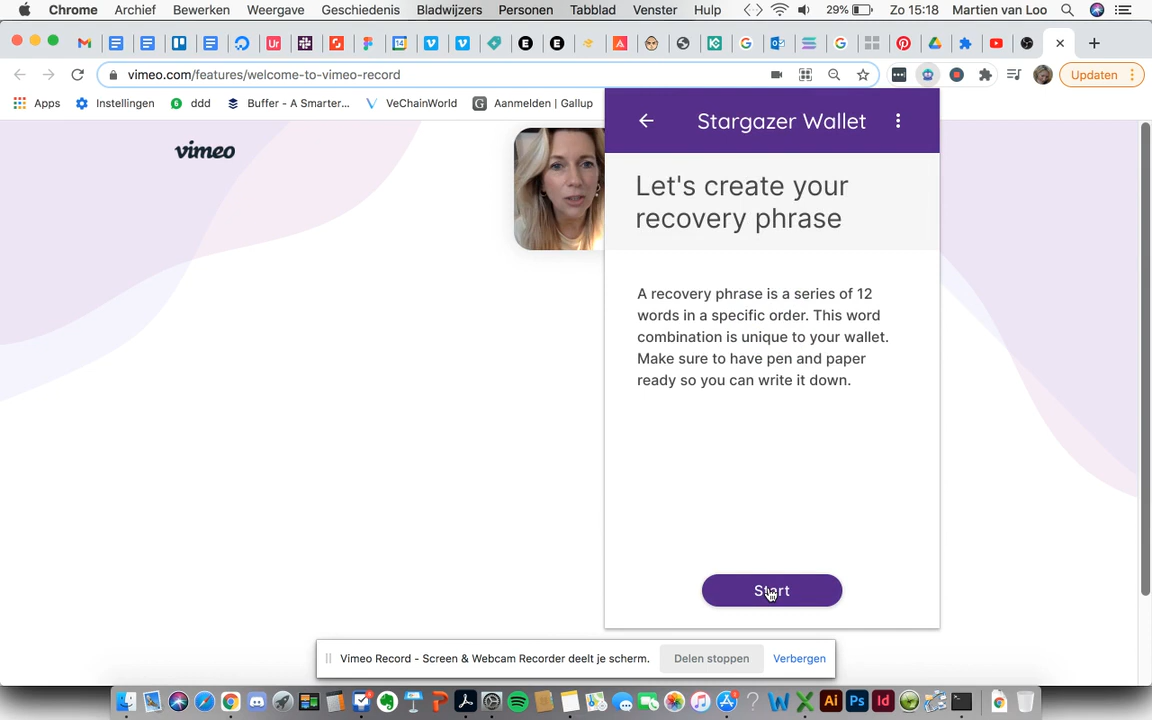 Chrome Archief Bewerken Weergave Geschiedenis Bladwijzers Personen Tabblad Venster Hulp 29% Zo 15:18 Martien van Loo
vimeo.com/features/welcome-to-vimeo-record Updaten
Apps Instellingen ddd Buffer - A Smarter... VeChainWorld Aanmelden | Gallup
vimeo
Stargazer Wallet
Let's create your
recovery phrase
A recovery phrase is a series of 12
words in a specific order. This word
combination is unique to your wallet.
Make sure to have pen and paper
ready so you can write it down.
Start
Vimeo Record - Screen & Webcam Recorder deelt je scherm. Delen stoppen Verbergen